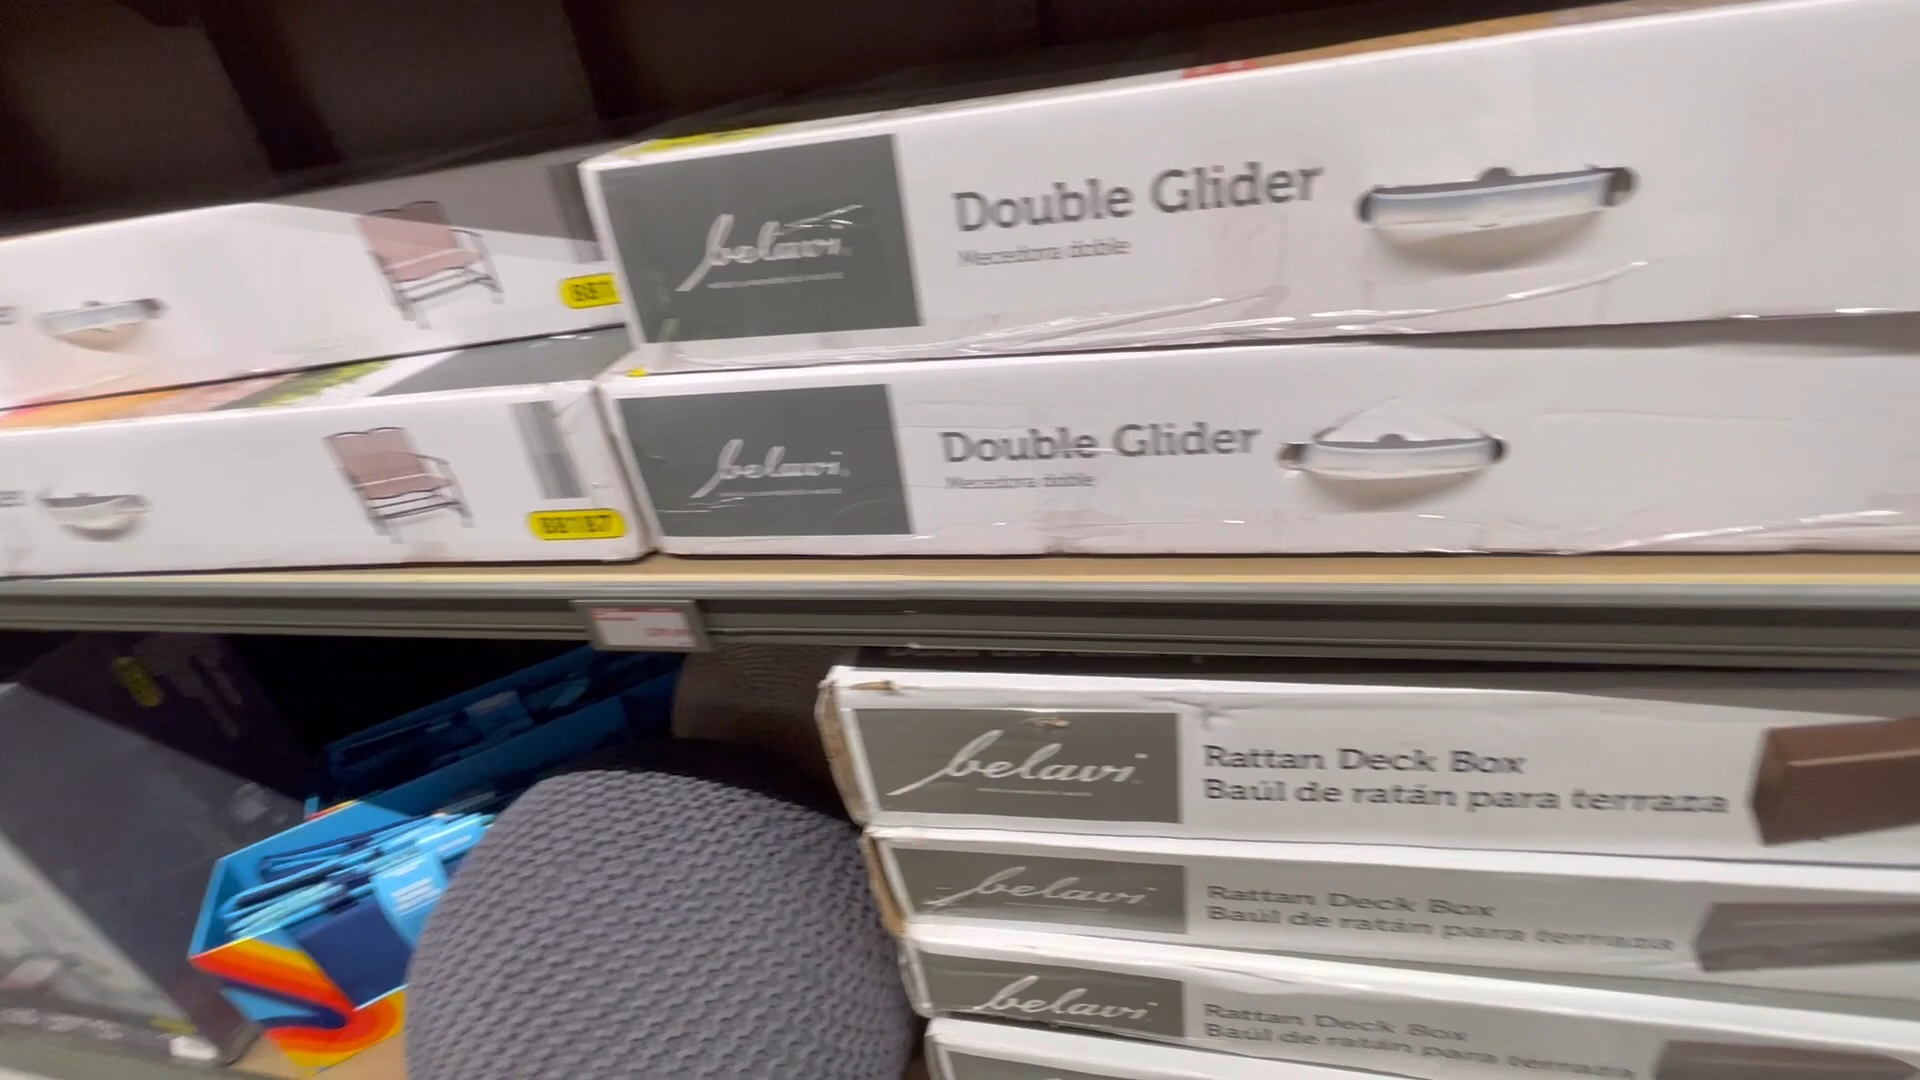 belavi
Double Glider
Mecedora doble
belavi
Double Glider
Mecedora doble
belavi
Rattan Deck Box
Baúl de ratán para terraza
belavi
Rattan Deck Box
Baúl de ratán para terraza
belavi
Rattan Deck Box
Baúl de ratán para terraza